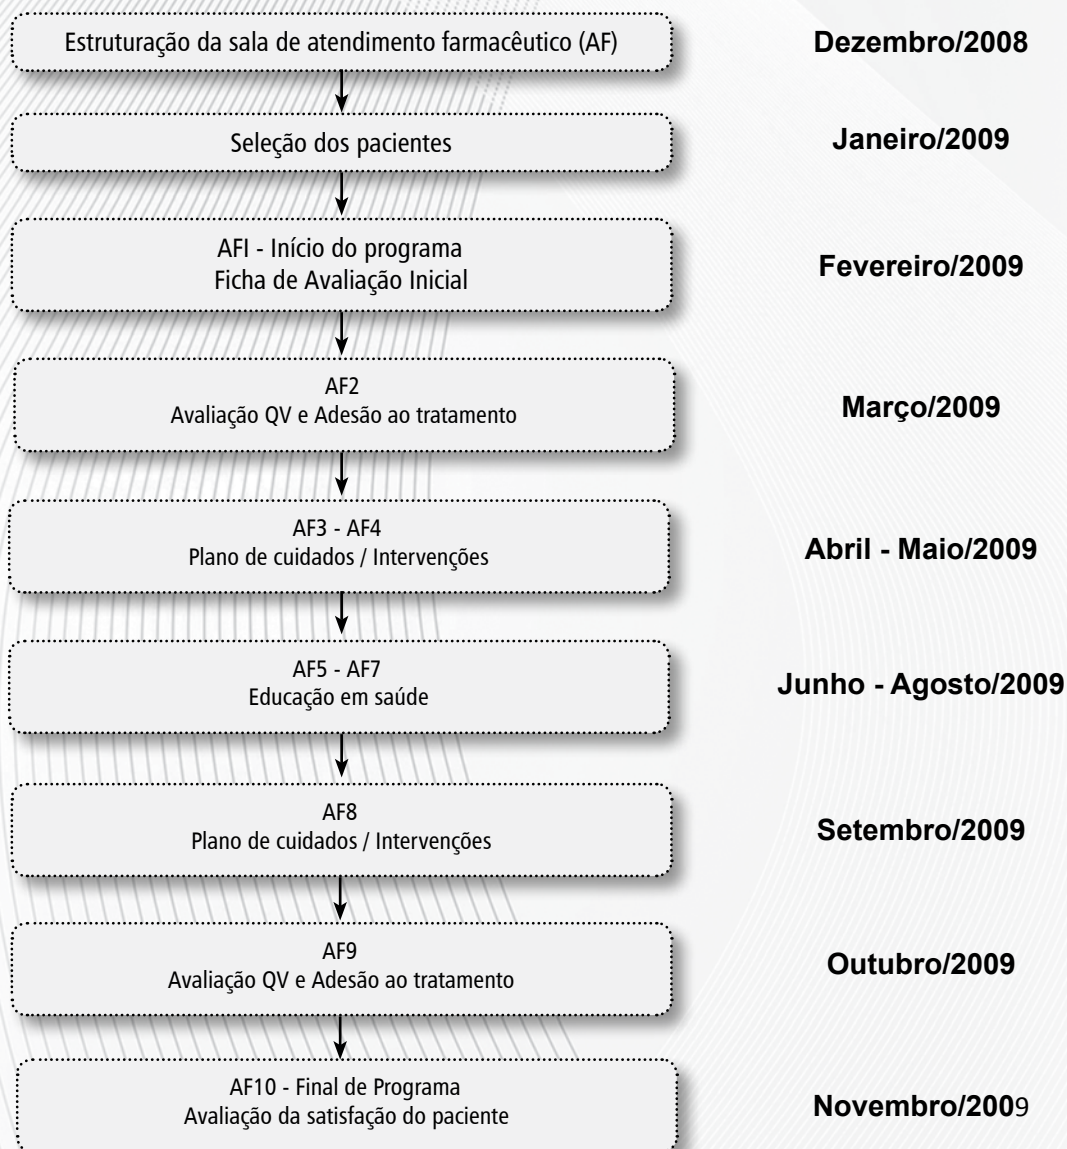 Estruturação da sala de atendimento farmacêutico (AF)
Dezembro/2008
Seleção dos pacientes
Janeiro/2009
AFI - Início do programa
Ficha de Avaliação Inicial
Fevereiro/2009
AF2
Avaliação QV e Adesão ao tratamento
Março/2009
AF3 - AF4
Plano de cuidados / Intervenções
Abril - Maio/2009
AF5 - AF7
Educação em saúde
Junho - Agosto/2009
AF8
Plano de cuidados / Intervenções
Setembro/2009
AF9
Avaliação QV e Adesão ao tratamento
Outubro/2009
AF10 - Final de Programa
Avaliação da satisfação do paciente
Novembro/2009